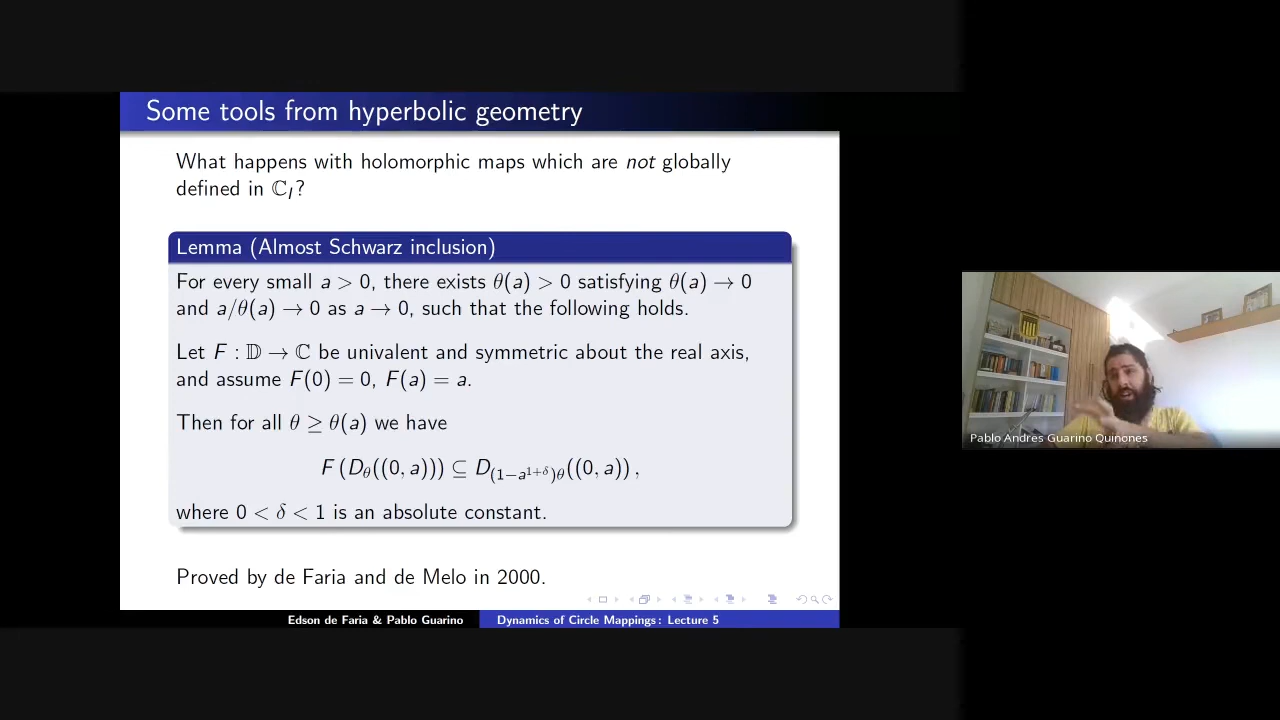 Some tools from hyperbolic geometry
What happens with holomorphic maps which are not globally
defined in ℂ_I?
Lemma (Almost Schwarz inclusion)
For every small a > 0, there exists θ(a) > 0 satisfying θ(a) → 0
and a/θ(a) → 0 as a → 0, such that the following holds.
Let F : 𝔻 → ℂ be univalent and symmetric about the real axis,
and assume F(0) = 0, F(a) = a.
Then for all θ ≥ θ(a) we have
F (D_θ((0, a))) ⊆ D_{(1−a^{1+δ})θ}((0, a)) ,
where 0 < δ < 1 is an absolute constant.
Proved by de Faria and de Melo in 2000.
Edson de Faria & Pablo Guarino
Dynamics of Circle Mappings: Lecture 5
Pablo Andres Guarino Quinones